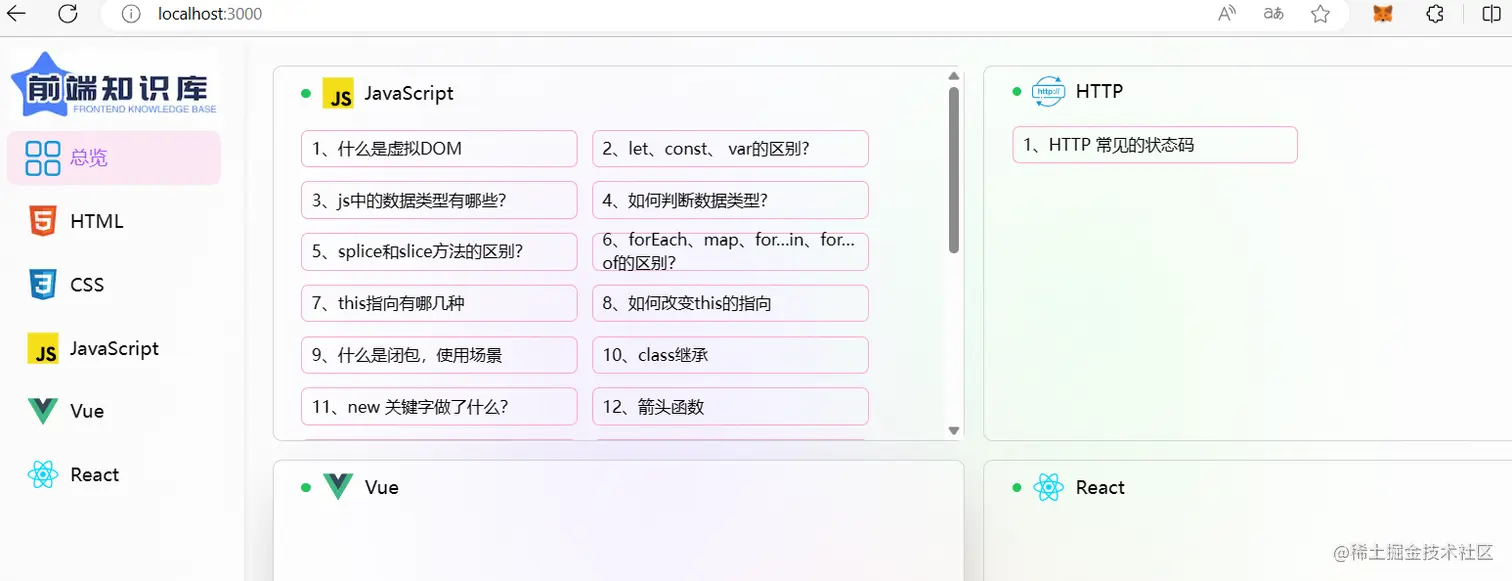 localhost:3000
前端知识库
FRONTEND KNOWLEDGE BASE
总览
HTML
CSS
JS JavaScript
Vue
React
JS JavaScript
1、什么是虚拟DOM
2、let、const、 var的区别?
3、js中的数据类型有哪些?
4、如何判断数据类型?
5、splice和slice方法的区别?
6、forEach、map、for...in、for...
of的区别?
7、this指向有哪几种
8、如何改变this的指向
9、什么是闭包，使用场景
10、class继承
11、new 关键字做了什么?
12、箭头函数
http:// HTTP
1、HTTP 常见的状态码
Vue
React
@稀土掘金技术社区